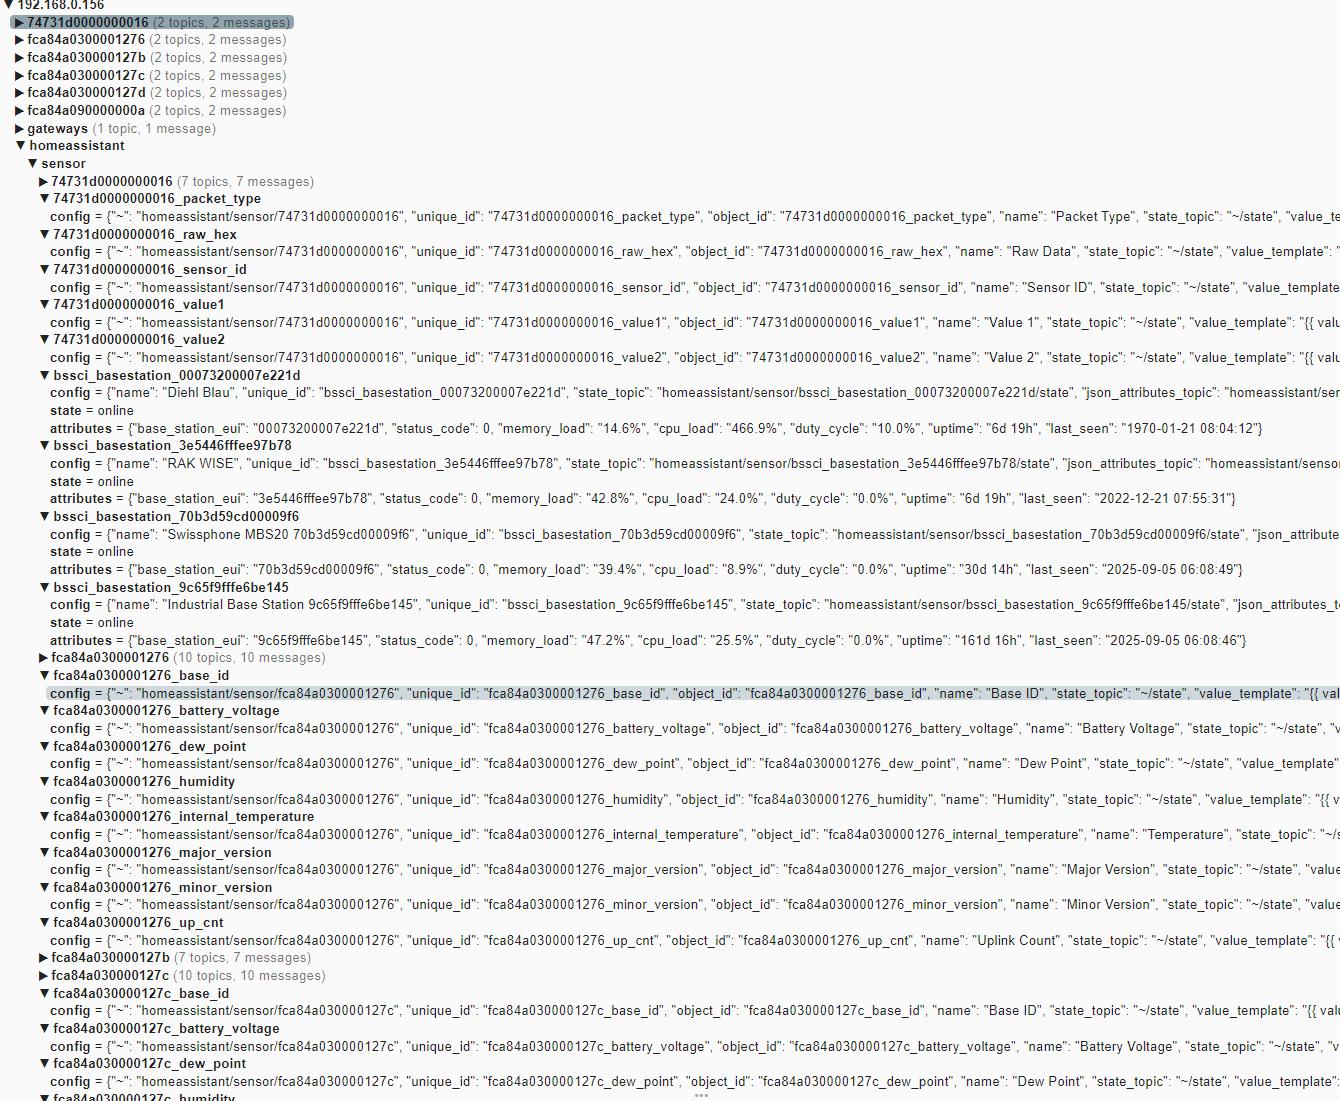 ▼ 192.168.0.156
▶ 74731d0000000016 (2 topics, 2 messages)
▶ fca84a0300001276 (2 topics, 2 messages)
▶ fca84a030000127b (2 topics, 2 messages)
▶ fca84a030000127c (2 topics, 2 messages)
▶ fca84a030000127d (2 topics, 2 messages)
▶ fca84a090000000a (2 topics, 2 messages)
▶ gateways (1 topic, 1 message)
▼ homeassistant
▼ sensor
▶ 74731d0000000016 (7 topics, 7 messages)
▼ 74731d0000000016_packet_type
config = {"~": "homeassistant/sensor/74731d0000000016", "unique_id": "74731d0000000016_packet_type", "object_id": "74731d0000000016_packet_type", "name": "Packet Type", "state_topic": "~/state", "value_te
▼ 74731d0000000016_raw_hex
config = {"~": "homeassistant/sensor/74731d0000000016", "unique_id": "74731d0000000016_raw_hex", "object_id": "74731d0000000016_raw_hex", "name": "Raw Data", "state_topic": "~/state", "value_template": "
▼ 74731d0000000016_sensor_id
config = {"~": "homeassistant/sensor/74731d0000000016", "unique_id": "74731d0000000016_sensor_id", "object_id": "74731d0000000016_sensor_id", "name": "Sensor ID", "state_topic": "~/state", "value_template
▼ 74731d0000000016_value1
config = {"~": "homeassistant/sensor/74731d0000000016", "unique_id": "74731d0000000016_value1", "object_id": "74731d0000000016_value1", "name": "Value 1", "state_topic": "~/state", "value_template": "{{ valu
▼ 74731d0000000016_value2
config = {"~": "homeassistant/sensor/74731d0000000016", "unique_id": "74731d0000000016_value2", "object_id": "74731d0000000016_value2", "name": "Value 2", "state_topic": "~/state", "value_template": "{{ valu
▼ bssci_basestation_00073200007e221d
config = {"name": "Diehl Blau", "unique_id": "bssci_basestation_00073200007e221d", "state_topic": "homeassistant/sensor/bssci_basestation_00073200007e221d/state", "json_attributes_topic": "homeassistant/ser
state = online
attributes = {"base_station_eui": "00073200007e221d", "status_code": 0, "memory_load": "14.6%", "cpu_load": "466.9%", "duty_cycle": "10.0%", "uptime": "6d 19h", "last_seen": "1970-01-21 08:04:12"}
▼ bssci_basestation_3e5446fffee97b78
config = {"name": "RAK WISE", "unique_id": "bssci_basestation_3e5446fffee97b78", "state_topic": "homeassistant/sensor/bssci_basestation_3e5446fffee97b78/state", "json_attributes_topic": "homeassistant/sensor
state = online
attributes = {"base_station_eui": "3e5446fffee97b78", "status_code": 0, "memory_load": "42.8%", "cpu_load": "24.0%", "duty_cycle": "0.0%", "uptime": "6d 19h", "last_seen": "2022-12-21 07:55:31"}
▼ bssci_basestation_70b3d59cd00009f6
config = {"name": "Swissphone MBS20 70b3d59cd00009f6", "unique_id": "bssci_basestation_70b3d59cd00009f6", "state_topic": "homeassistant/sensor/bssci_basestation_70b3d59cd00009f6/state", "json_attribute
state = online
attributes = {"base_station_eui": "70b3d59cd00009f6", "status_code": 0, "memory_load": "39.4%", "cpu_load": "8.9%", "duty_cycle": "0.0%", "uptime": "30d 14h", "last_seen": "2025-09-05 06:08:49"}
▼ bssci_basestation_9c65f9fffe6be145
config = {"name": "Industrial Base Station 9c65f9fffe6be145", "unique_id": "bssci_basestation_9c65f9fffe6be145", "state_topic": "homeassistant/sensor/bssci_basestation_9c65f9fffe6be145/state", "json_attributes_t
state = online
attributes = {"base_station_eui": "9c65f9fffe6be145", "status_code": 0, "memory_load": "47.2%", "cpu_load": "25.5%", "duty_cycle": "0.0%", "uptime": "161d 16h", "last_seen": "2025-09-05 06:08:46"}
▶ fca84a0300001276 (10 topics, 10 messages)
▼ fca84a0300001276_base_id
config = {"~": "homeassistant/sensor/fca84a0300001276", "unique_id": "fca84a0300001276_base_id", "object_id": "fca84a0300001276_base_id", "name": "Base ID", "state_topic": "~/state", "value_template": "{{ val
▼ fca84a0300001276_battery_voltage
config = {"~": "homeassistant/sensor/fca84a0300001276", "unique_id": "fca84a0300001276_battery_voltage", "object_id": "fca84a0300001276_battery_voltage", "name": "Battery Voltage", "state_topic": "~/state", "v
▼ fca84a0300001276_dew_point
config = {"~": "homeassistant/sensor/fca84a0300001276", "unique_id": "fca84a0300001276_dew_point", "object_id": "fca84a0300001276_dew_point", "name": "Dew Point", "state_topic": "~/state", "value_template"
▼ fca84a0300001276_humidity
config = {"~": "homeassistant/sensor/fca84a0300001276", "unique_id": "fca84a0300001276_humidity", "object_id": "fca84a0300001276_humidity", "name": "Humidity", "state_topic": "~/state", "value_template": "{{ v
▼ fca84a0300001276_internal_temperature
config = {"~": "homeassistant/sensor/fca84a0300001276", "unique_id": "fca84a0300001276_internal_temperature", "object_id": "fca84a0300001276_internal_temperature", "name": "Temperature", "state_topic": "~/s
▼ fca84a0300001276_major_version
config = {"~": "homeassistant/sensor/fca84a0300001276", "unique_id": "fca84a0300001276_major_version", "object_id": "fca84a0300001276_major_version", "name": "Major Version", "state_topic": "~/state", "value
▼ fca84a0300001276_minor_version
config = {"~": "homeassistant/sensor/fca84a0300001276", "unique_id": "fca84a0300001276_minor_version", "object_id": "fca84a0300001276_minor_version", "name": "Minor Version", "state_topic": "~/state", "value
▼ fca84a0300001276_up_cnt
config = {"~": "homeassistant/sensor/fca84a0300001276", "unique_id": "fca84a0300001276_up_cnt", "object_id": "fca84a0300001276_up_cnt", "name": "Uplink Count", "state_topic": "~/state", "value_template": "{{ v
▶ fca84a030000127b (7 topics, 7 messages)
▶ fca84a030000127c (10 topics, 10 messages)
▼ fca84a030000127c_base_id
config = {"~": "homeassistant/sensor/fca84a030000127c", "unique_id": "fca84a030000127c_base_id", "object_id": "fca84a030000127c_base_id", "name": "Base ID", "state_topic": "~/state", "value_template": "{{ valu
▼ fca84a030000127c_battery_voltage
config = {"~": "homeassistant/sensor/fca84a030000127c", "unique_id": "fca84a030000127c_battery_voltage", "object_id": "fca84a030000127c_battery_voltage", "name": "Battery Voltage", "state_topic": "~/state", "v
▼ fca84a030000127c_dew_point
config = {"~": "homeassistant/sensor/fca84a030000127c", "unique_id": "fca84a030000127c_dew_point", "object_id": "fca84a030000127c_dew_point", "name": "Dew Point", "state_topic": "~/state", "value_template":
▼ fca84a030000127c_humidity